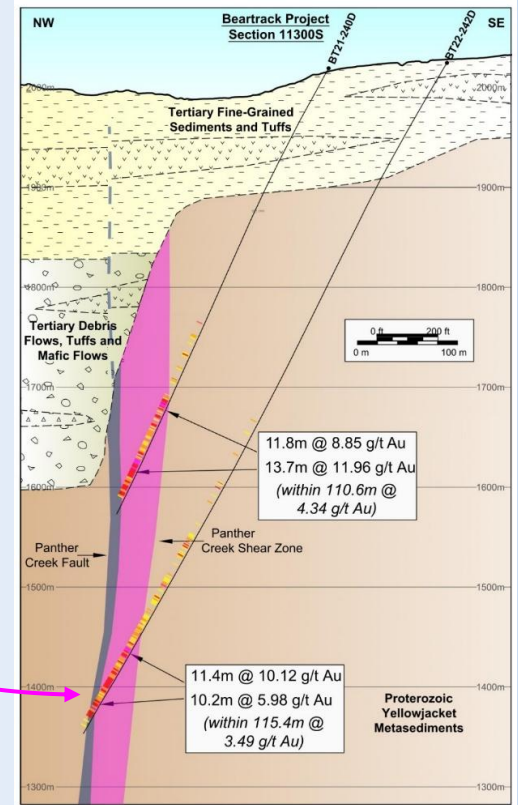 NW
Beartrack Project
Section 11300S
SE
BT21-240D
BT22-242D
2000m
2000m
Tertiary Fine-Grained
Sediments and Tuffs
1900m
1900m
1800m
1800m
Tertiary Debris
Flows, Tuffs and
Mafic Flows
0 ft 200 ft
0 m 100 m
1700m
1700m
11.8m @ 8.85 g/t Au
13.7m @ 11.96 g/t Au
(within 110.6m @
4.34 g/t Au)
1600m
1600m
Panther
Creek Fault
Panther
Creek Shear Zone
1500m
1500m
11.4m @ 10.12 g/t Au
10.2m @ 5.98 g/t Au
(within 115.4m @
3.49 g/t Au)
1400m
1400m
Proterozoic
Yellowjacket
Metasediments
1300m
1300m